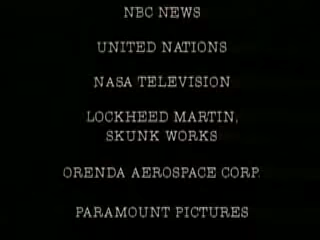 NBC NEWS
UNITED NATIONS
NASA TELEVISION
LOCKHEED MARTIN,
SKUNK WORKS
ORENDA AEROSPACE CORP.
PARAMOUNT PICTURES